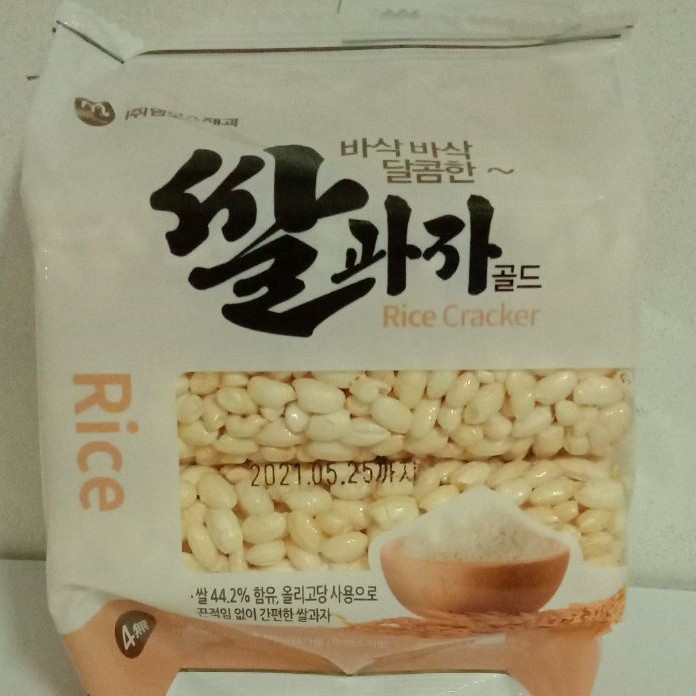 바삭 바삭
달콤한~
쌀과자
골드
Rice Cracker
Rice
2021.05.25까지
·쌀 44.2% 함유, 올리고당 사용으로
끈적임 없이 간편한 쌀과자
4無